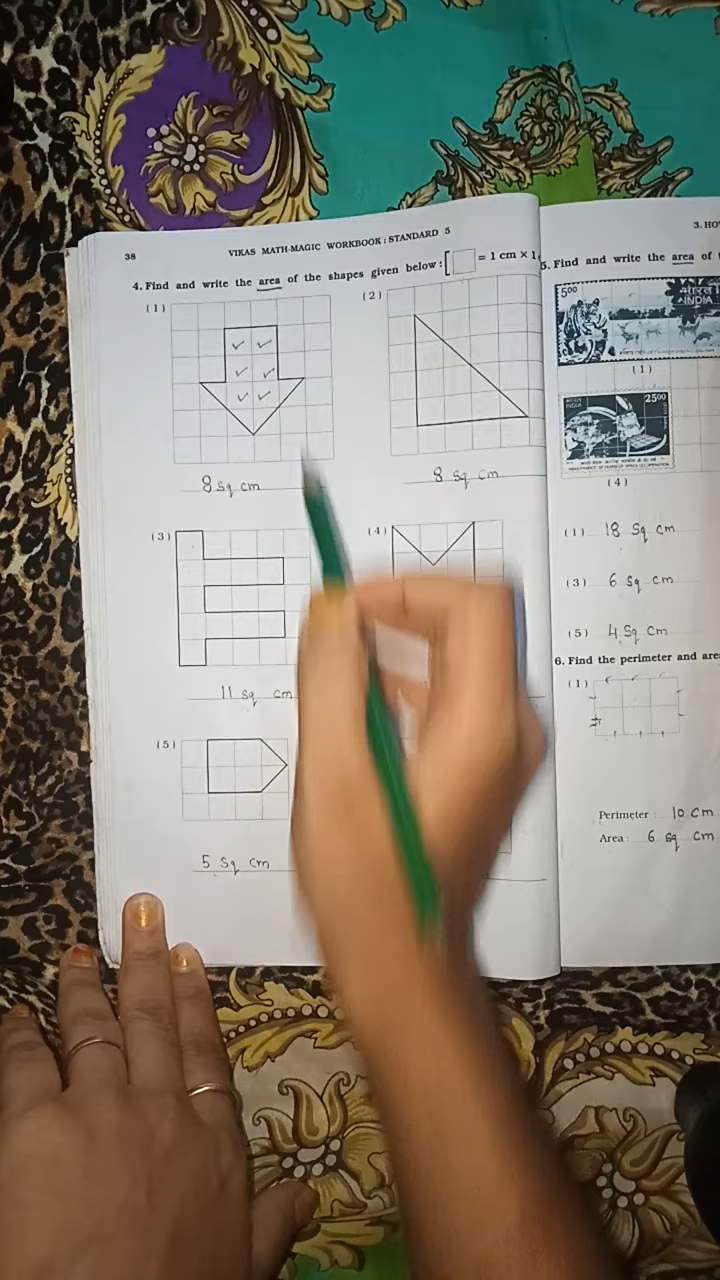 38
VIKAS MATH-MAGIC WORKBOOK : STANDARD 5
4. Find and write the area of the shapes given below : [ = 1 cm × 1
(1)
(2)
8 sq cm
8 sq cm
(3)
(4)
11 sq cm
(5)
5 sq cm
3. HO
5. Find and write the area of
500
भारत
INDIA
(1)
INDIA
2500
(4)
(1) 18 sq cm
(3) 6 sq cm
(5) 4 sq cm
6. Find the perimeter and are
(1)
Perimeter : 10 cm
Area : 6 sq cm